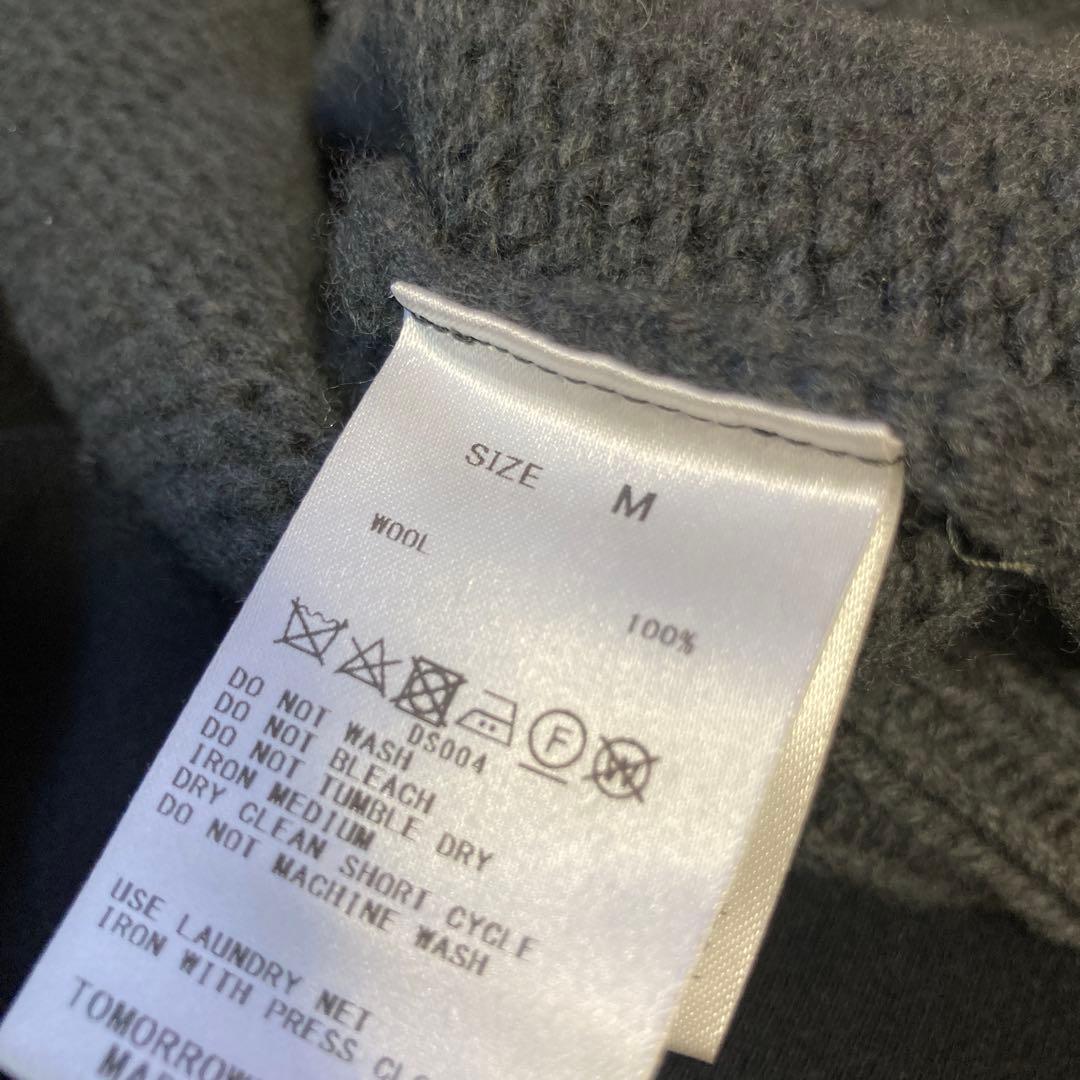 SIZE M
WOOL
100%
F W
DS004
DO NOT WASH
DO NOT BLEACH
DO NOT TUMBLE DRY
IRON MEDIUM
DRY CLEAN SHORT CYCLE
DO NOT MACHINE WASH
USE LAUNDRY NET
IRON WITH PRESS